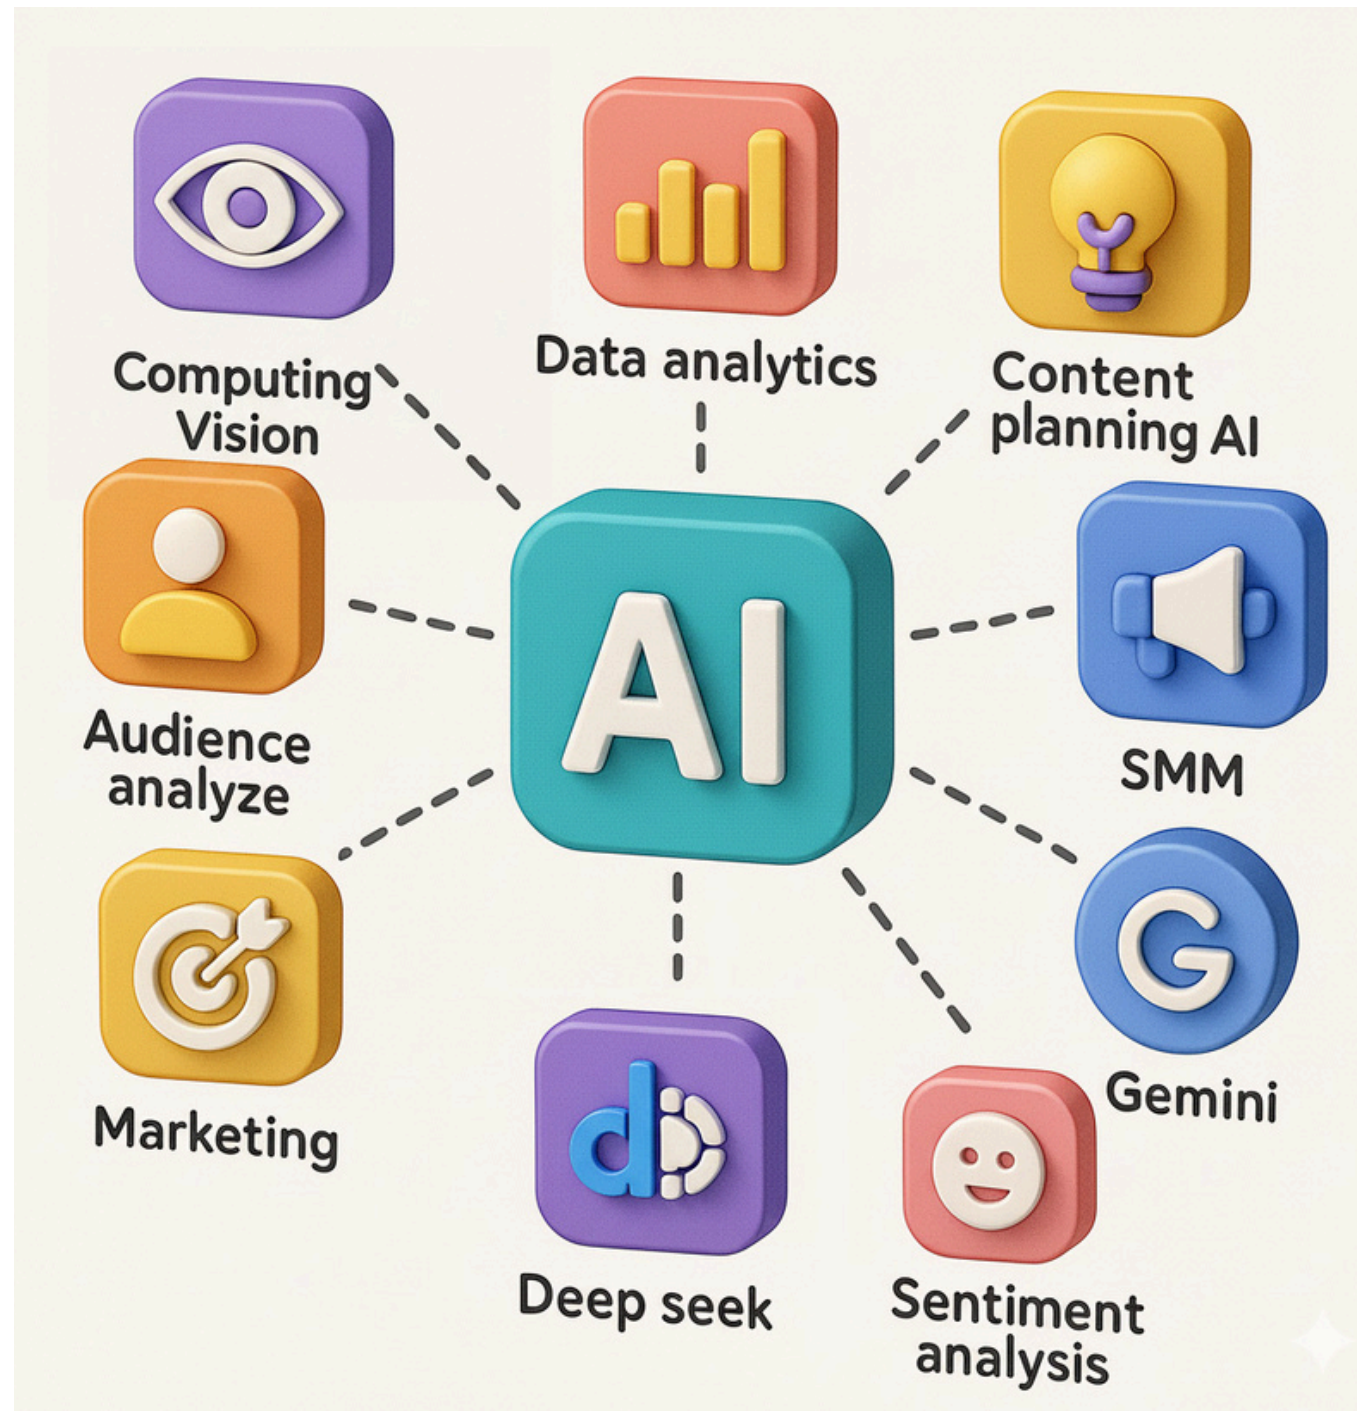 Computing
Vision
Data analytics
Content
planning AI
Audience
analyze
AI
SMM
Marketing
G
Gemini
d
Deep seek
Sentiment
analysis